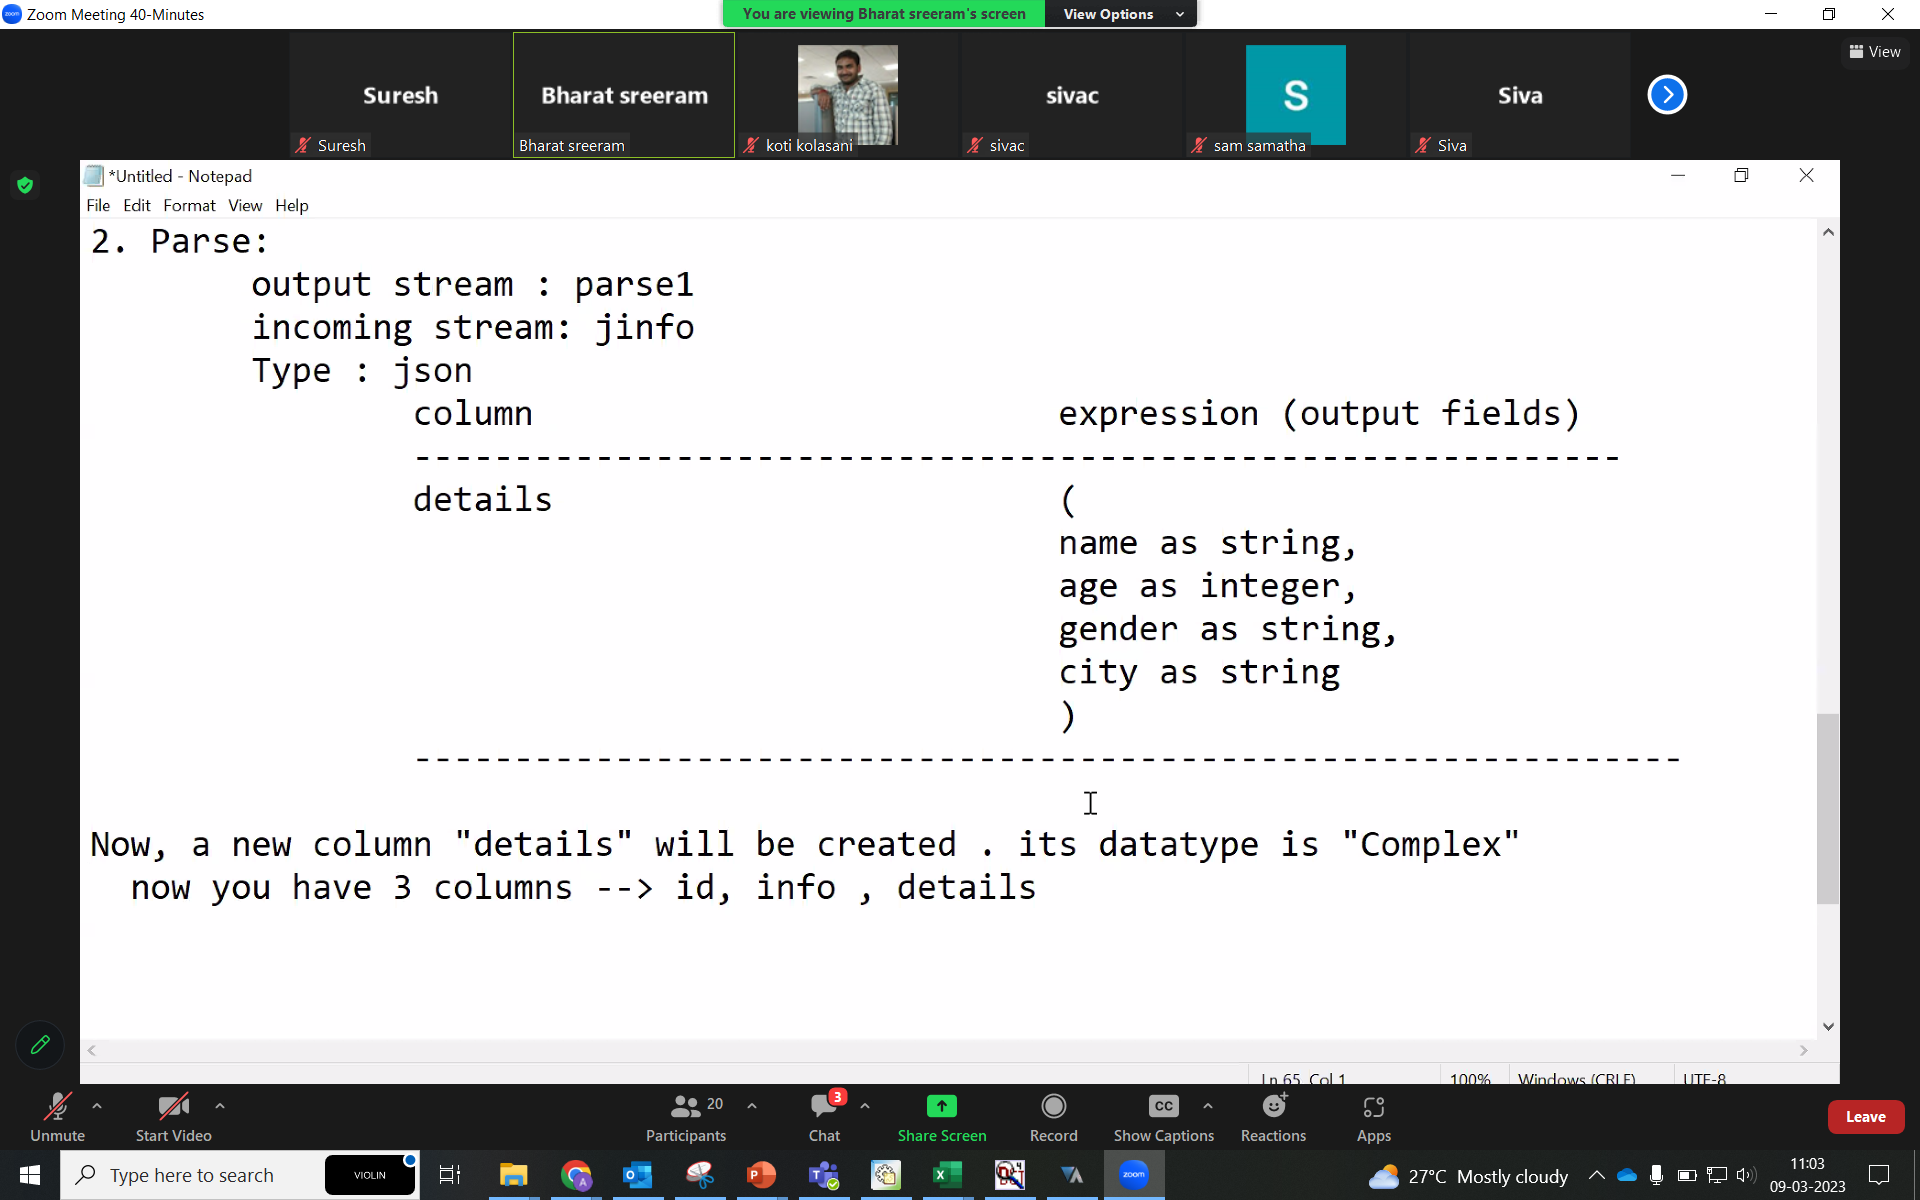 Zoom Meeting 40-Minutes
You are viewing Bharat sreeram's screen
View Options
View
Suresh
Bharat sreeram
sivac
S
Siva
Suresh
Bharat sreeram
koti kolasani
sivac
sam samatha
Siva
*Untitled - Notepad
File Edit Format View Help
2. Parse:
output stream : parse1
incoming stream: jinfo
Type : json
column expression (output fields)
------------------------------------------------------------
details (
name as string,
age as integer,
gender as string,
city as string
)
---------------------------------------------------------------
Now, a new column "details" will be created . its datatype is "Complex"
now you have 3 columns --> id, info , details
Ln 65, Col 1 100% Windows (CRLF) UTF-8
20
3
CC
Unmute
Start Video
Participants
Chat
Share Screen
Record
Show Captions
Reactions
Apps
Leave
Type here to search
VIOLIN
zoom
27°C Mostly cloudy
11:03
09-03-2023